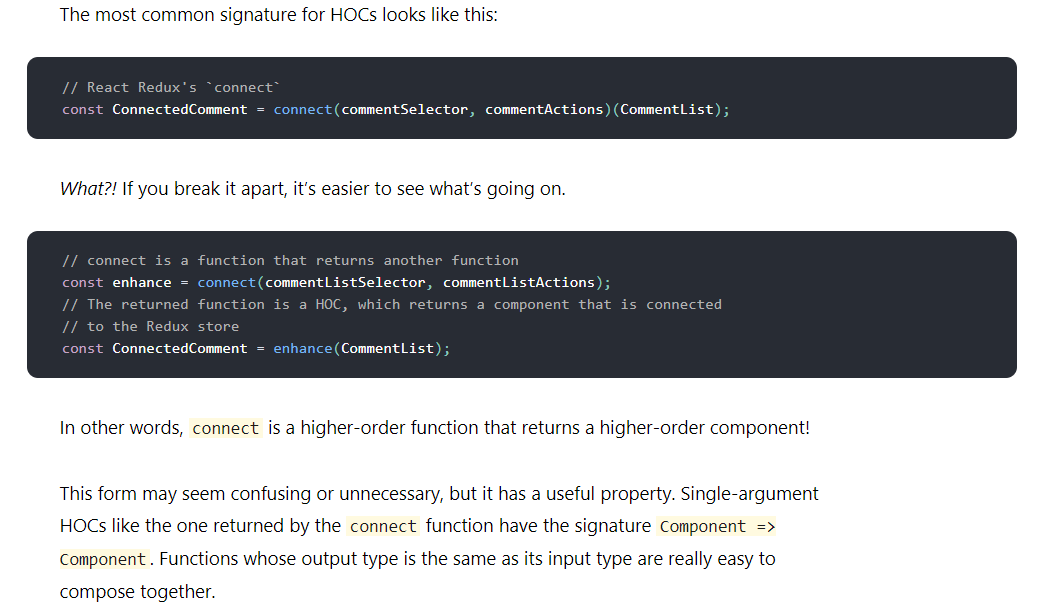 The most common signature for HOCs looks like this:
// React Redux's `connect`
const ConnectedComment = connect(commentSelector, commentActions)(CommentList);
What?! If you break it apart, it's easier to see what's going on.
// connect is a function that returns another function
const enhance = connect(commentListSelector, commentListActions);
// The returned function is a HOC, which returns a component that is connected
// to the Redux store
const ConnectedComment = enhance(CommentList);
In other words, connect is a higher-order function that returns a higher-order component!
This form may seem confusing or unnecessary, but it has a useful property. Single-argument
HOCs like the one returned by the connect function have the signature Component =>
Component. Functions whose output type is the same as its input type are really easy to
compose together.